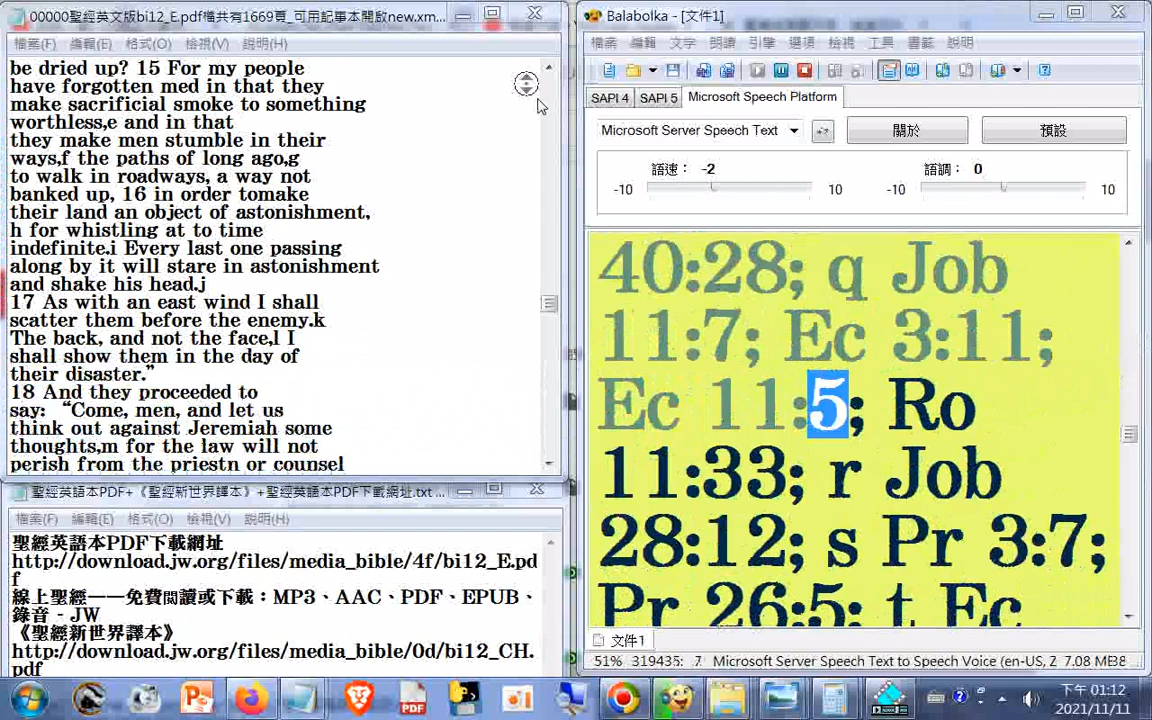 00000聖經英文版bi12_E.pdf檔共有1669頁_可用記事本開啟new.xm...
檔案(F) 編輯(E) 格式(O) 檢視(V) 說明(H)
be dried up? 15 For my people
have forgotten med in that they
make sacrificial smoke to something
worthless,e and in that
they make men stumble in their
ways,f the paths of long ago,g
to walk in roadways, a way not
banked up, 16 in order tomake
their land an object of astonishment,
h for whistling at to time
indefinite.i Every last one passing
along by it will stare in astonishment
and shake his head.j
17 As with an east wind I shall
scatter them before the enemy.k
The back, and not the face,l I
shall show them in the day of
their disaster.”
18 And they proceeded to
say: “Come, men, and let us
think out against Jeremiah some
thoughts,m for the law will not
perish from the priestn or counsel
聖經英語本PDF+《聖經新世界譯本》+聖經英語本PDF下載網址.txt ...
檔案(F) 編輯(E) 格式(O) 檢視(V) 說明(H)
聖經英語本PDF下載網址
http://download.jw.org/files/media_bible/4f/bi12_E.pd
f
線上聖經——免費閱讀或下載：MP3、AAC、PDF、EPUB、
錄音 - JW
《聖經新世界譯本》
http://download.jw.org/files/media_bible/0d/bi12_CH.
pdf
Balabolka - [文件1]
檔案 編輯 文字 朗讀 引擎 選項 檢視 工具 書籤 說明
SAPI 4 SAPI 5 Microsoft Speech Platform
Microsoft Server Speech Text 關於 預設
語速： -2 語調： 0
-10 10 -10 10
40:28; q Job
11:7; Ec 3:11;
Ec 11:5; Ro
11:33; r Job
28:12; s Pr 3:7;
Pr 26:5; t Ec
文件1
51% 319435: 7 Microsoft Server Speech Text to Speech Voice (en-US, 2 7.08 MB38
PDF
下午 01:12
2021/11/11